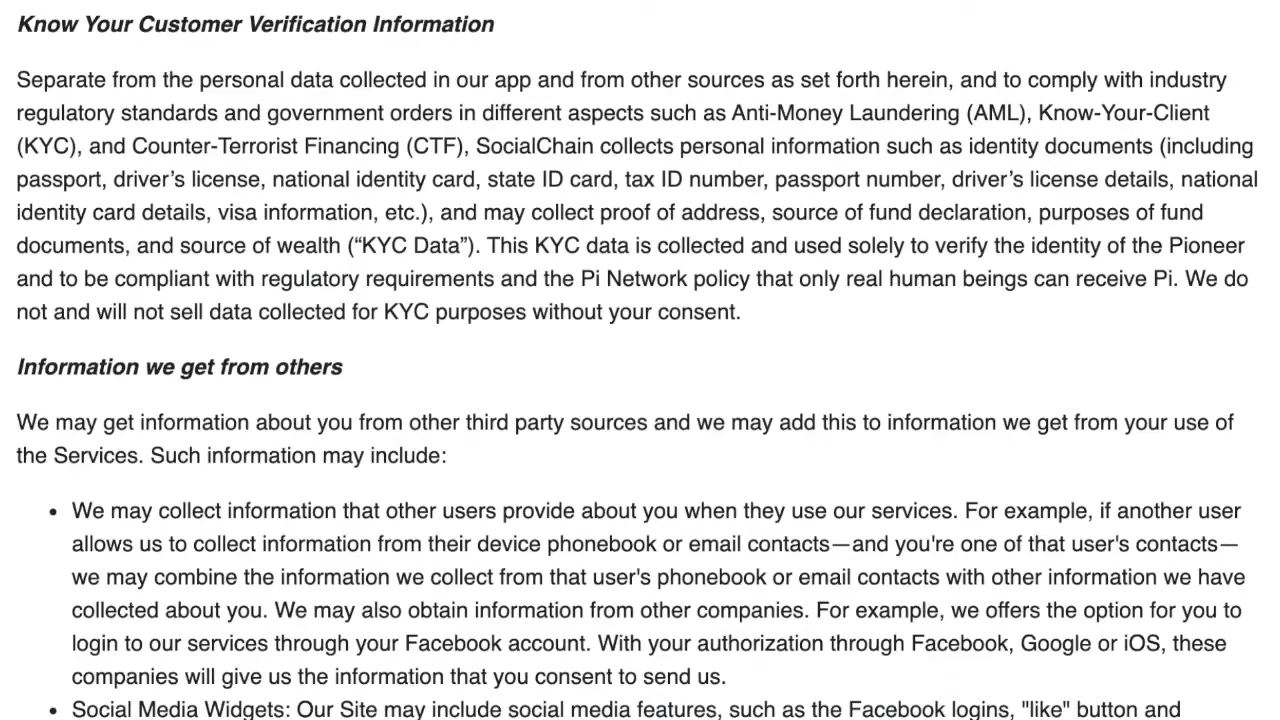 Know Your Customer Verification Information
Separate from the personal data collected in our app and from other sources as set forth herein, and to comply with industry
regulatory standards and government orders in different aspects such as Anti-Money Laundering (AML), Know-Your-Client
(KYC), and Counter-Terrorist Financing (CTF), SocialChain collects personal information such as identity documents (including
passport, driver’s license, national identity card, state ID card, tax ID number, passport number, driver’s license details, national
identity card details, visa information, etc.), and may collect proof of address, source of fund declaration, purposes of fund
documents, and source of wealth (“KYC Data”). This KYC data is collected and used solely to verify the identity of the Pioneer
and to be compliant with regulatory requirements and the Pi Network policy that only real human beings can receive Pi. We do
not and will not sell data collected for KYC purposes without your consent.
Information we get from others
We may get information about you from other third party sources and we may add this to information we get from your use of
the Services. Such information may include:
• We may collect information that other users provide about you when they use our services. For example, if another user
allows us to collect information from their device phonebook or email contacts—and you're one of that user's contacts—
we may combine the information we collect from that user's phonebook or email contacts with other information we have
collected about you. We may also obtain information from other companies. For example, we offers the option for you to
login to our services through your Facebook account. With your authorization through Facebook, Google or iOS, these
companies will give us the information that you consent to send us.
• Social Media Widgets: Our Site may include social media features, such as the Facebook logins, "like" button and